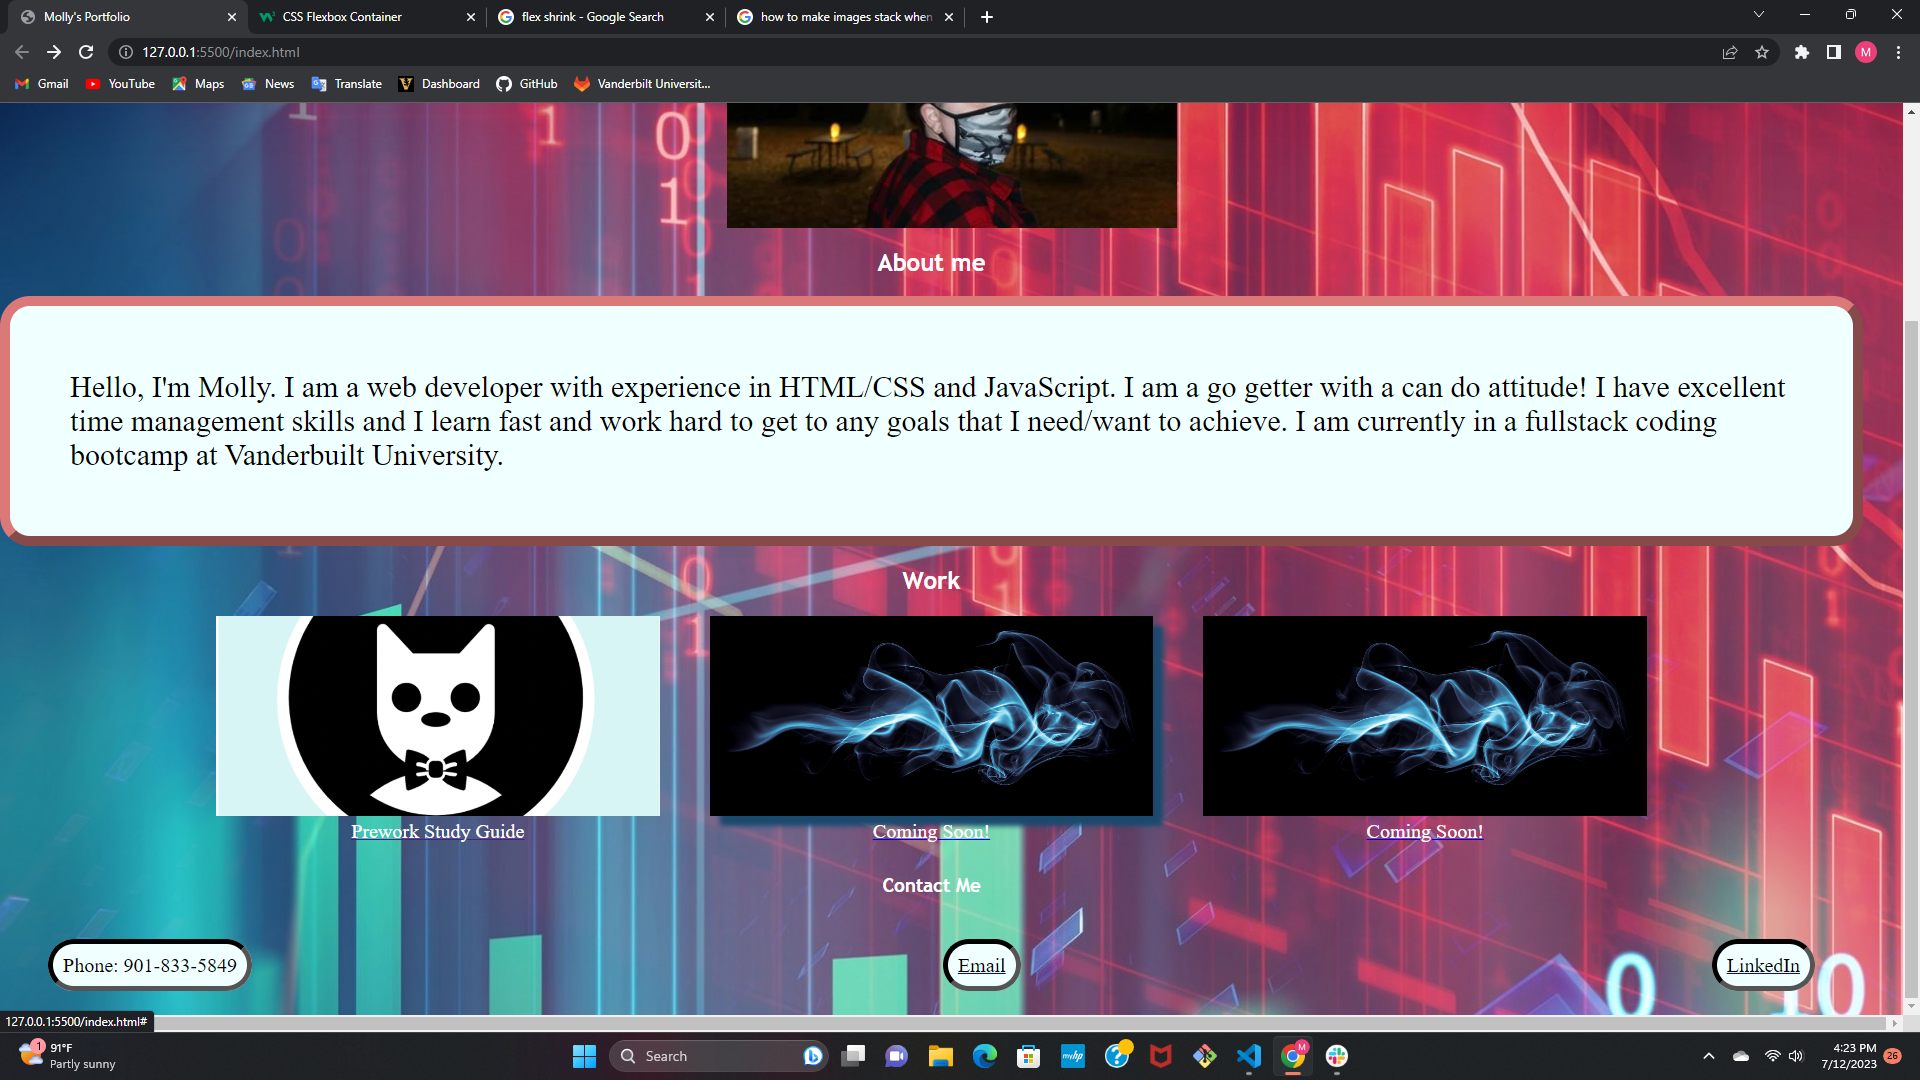 Molly's Portfolio
CSS Flexbox Container
flex shrink - Google Search
how to make images stack when
127.0.0.1:5500/index.html
M
Gmail
YouTube
Maps
News
Translate
Dashboard
GitHub
Vanderbilt Universit...
About me
Hello, I'm Molly. I am a web developer with experience in HTML/CSS and JavaScript. I am a go getter with a can do attitude! I have excellent
time management skills and I learn fast and work hard to get to any goals that I need/want to achieve. I am currently in a fullstack coding
bootcamp at Vanderbuilt University.
Work
Prework Study Guide
Coming Soon!
Coming Soon!
Contact Me
Phone: 901-833-5849
Email
LinkedIn
127.0.0.1:5500/index.html#
1
91°F
Partly sunny
Search
myhp
M
4:23 PM
7/12/2023
26